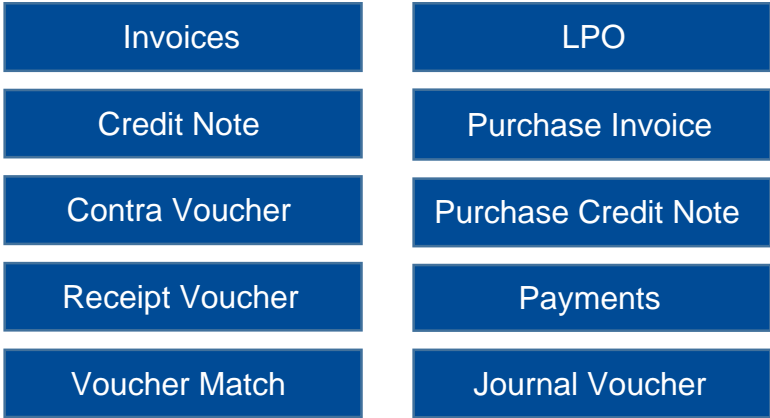 Invoices
LPO
Credit Note
Purchase Invoice
Contra Voucher
Purchase Credit Note
Receipt Voucher
Payments
Voucher Match
Journal Voucher